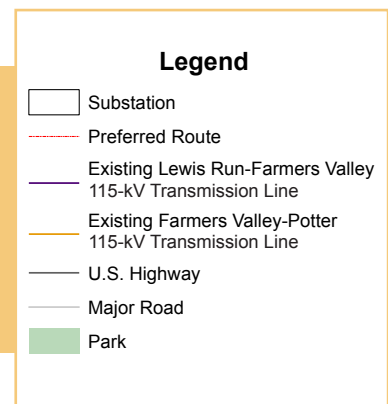 Legend
Substation
Preferred Route
Existing Lewis Run-Farmers Valley
115-kV Transmission Line
Existing Farmers Valley-Potter
115-kV Transmission Line
U.S. Highway
Major Road
Park